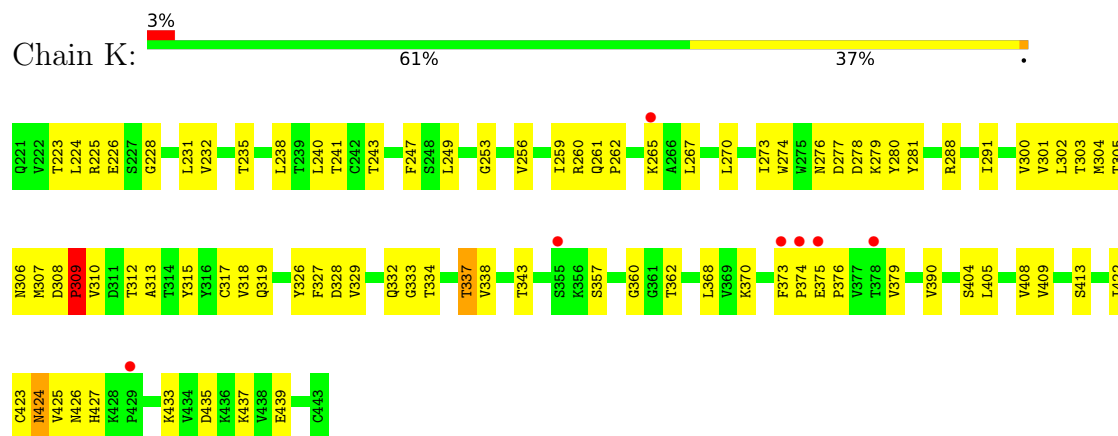 3%
Chain K:
61% 37% •
Q221 V222 T223 L224 R225 E226 S227 G228 L231 V232 T235 L238 T239 L240 T241 C242 T243 F247 S248 L249 G253 V256 I259 R260 Q261 P262 K265 A266 L267 L270 I273 W274 W275 N276 D277 D278 K279 Y280 Y281 R288 I291 V300 V301 L302 T303 M304 T305
N306 M307 D308 P309 V310 D311 T312 A313 T314 Y315 Y316 C317 V318 Q319 Y326 F327 D328 V329 Q332 G333 T334 T337 V338 T343 S355 K356 S357 G360 G361 T362 L368 V369 K370 F373 P374 E375 P376 V377 T378 V379 V390 S404 L405 V408 V409 S413 I422
C423 N424 V425 N426 H427 K428 P429 K433 V434 D435 K436 K437 V438 E439 C443